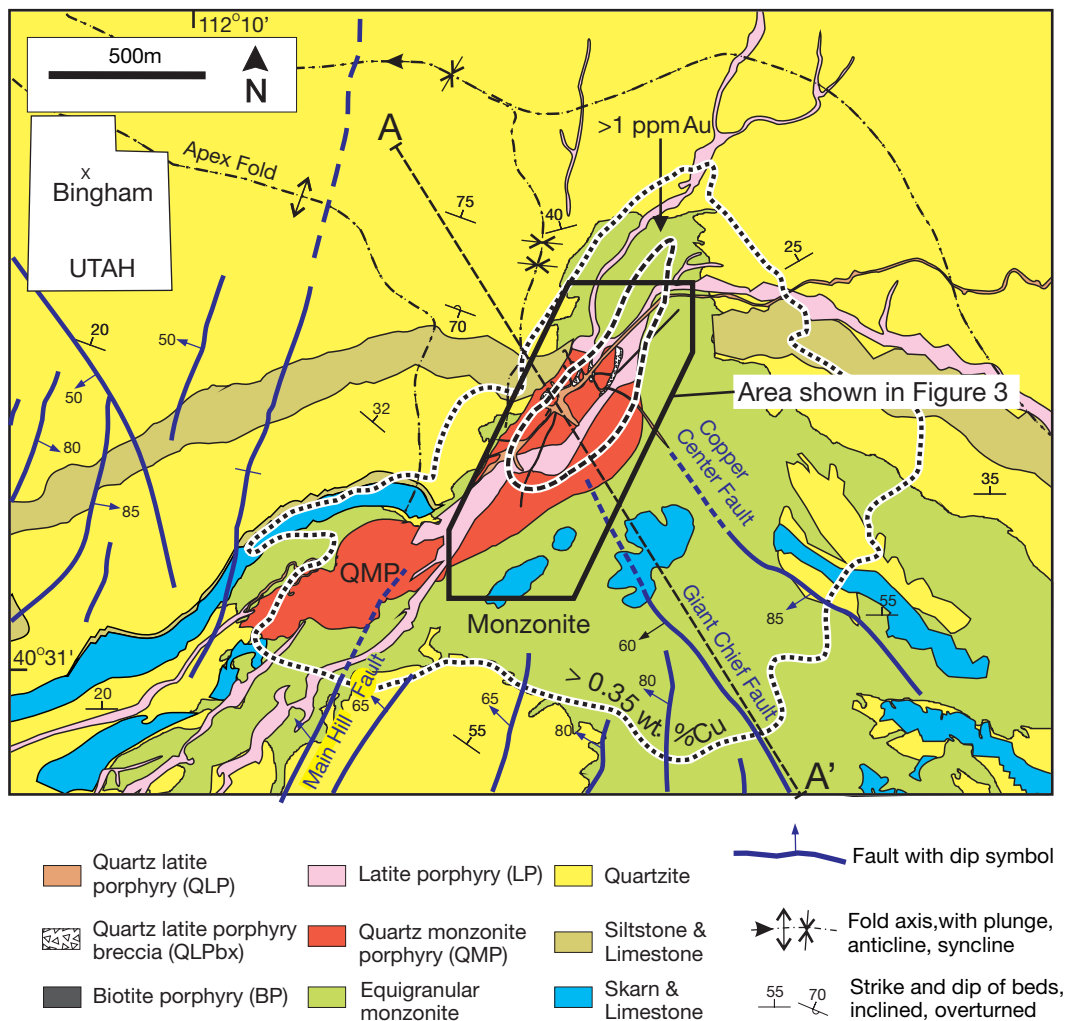 112°10'
500m
N
A
>1 ppm Au
Apex Fold
x
Bingham
UTAH
75
40
25
20
50
70
50
Area shown in Figure 3
32
80
Copper
Center Fault
35
85
QMP
Monzonite
Giant Chief Fault
85
55
60
40°31'
20
Main Hill Fault
65
65
55
80
> 0.35 wt. %Cu
80
A'
Quartz latite
porphyry (QLP)
Latite porphyry (LP)
Quartzite
Fault with dip symbol
Quartz latite porphyry
breccia (QLPbx)
Quartz monzonite
porphyry (QMP)
Siltstone &
Limestone
Fold axis,with plunge,
anticline, syncline
Biotite porphyry (BP)
Equigranular
monzonite
Skarn &
Limestone
55
70
Strike and dip of beds,
inclined, overturned